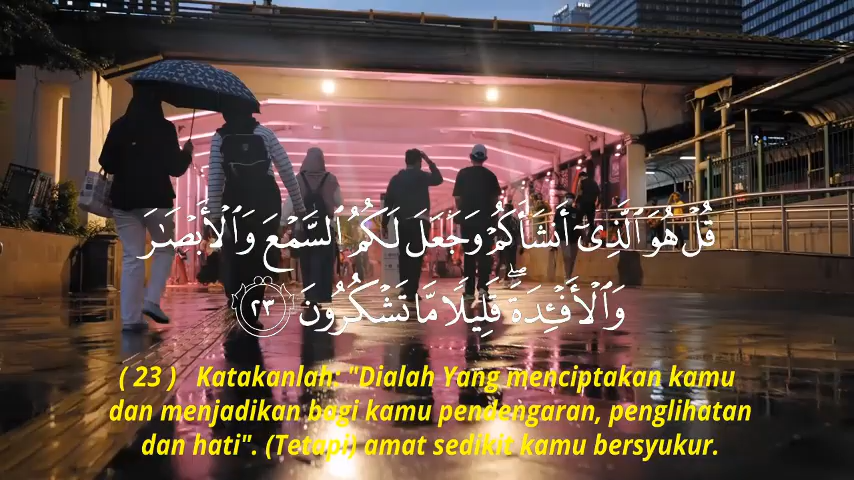 قُلْ هُوَ ٱلَّذِىٓ أَنشَأَكُمْ وَجَعَلَ لَكُمُ ٱلسَّمْعَ وَٱلْأَبْصَـٰرَ
وَٱلْأَفْـِٔدَةَ ۖ قَلِيلًا مَّا تَشْكُرُونَ ٢٣
( 23 ) Katakanlah: "Dialah Yang menciptakan kamu
dan menjadikan bagi kamu pendengaran, penglihatan
dan hati". (Tetapi) amat sedikit kamu bersyukur.